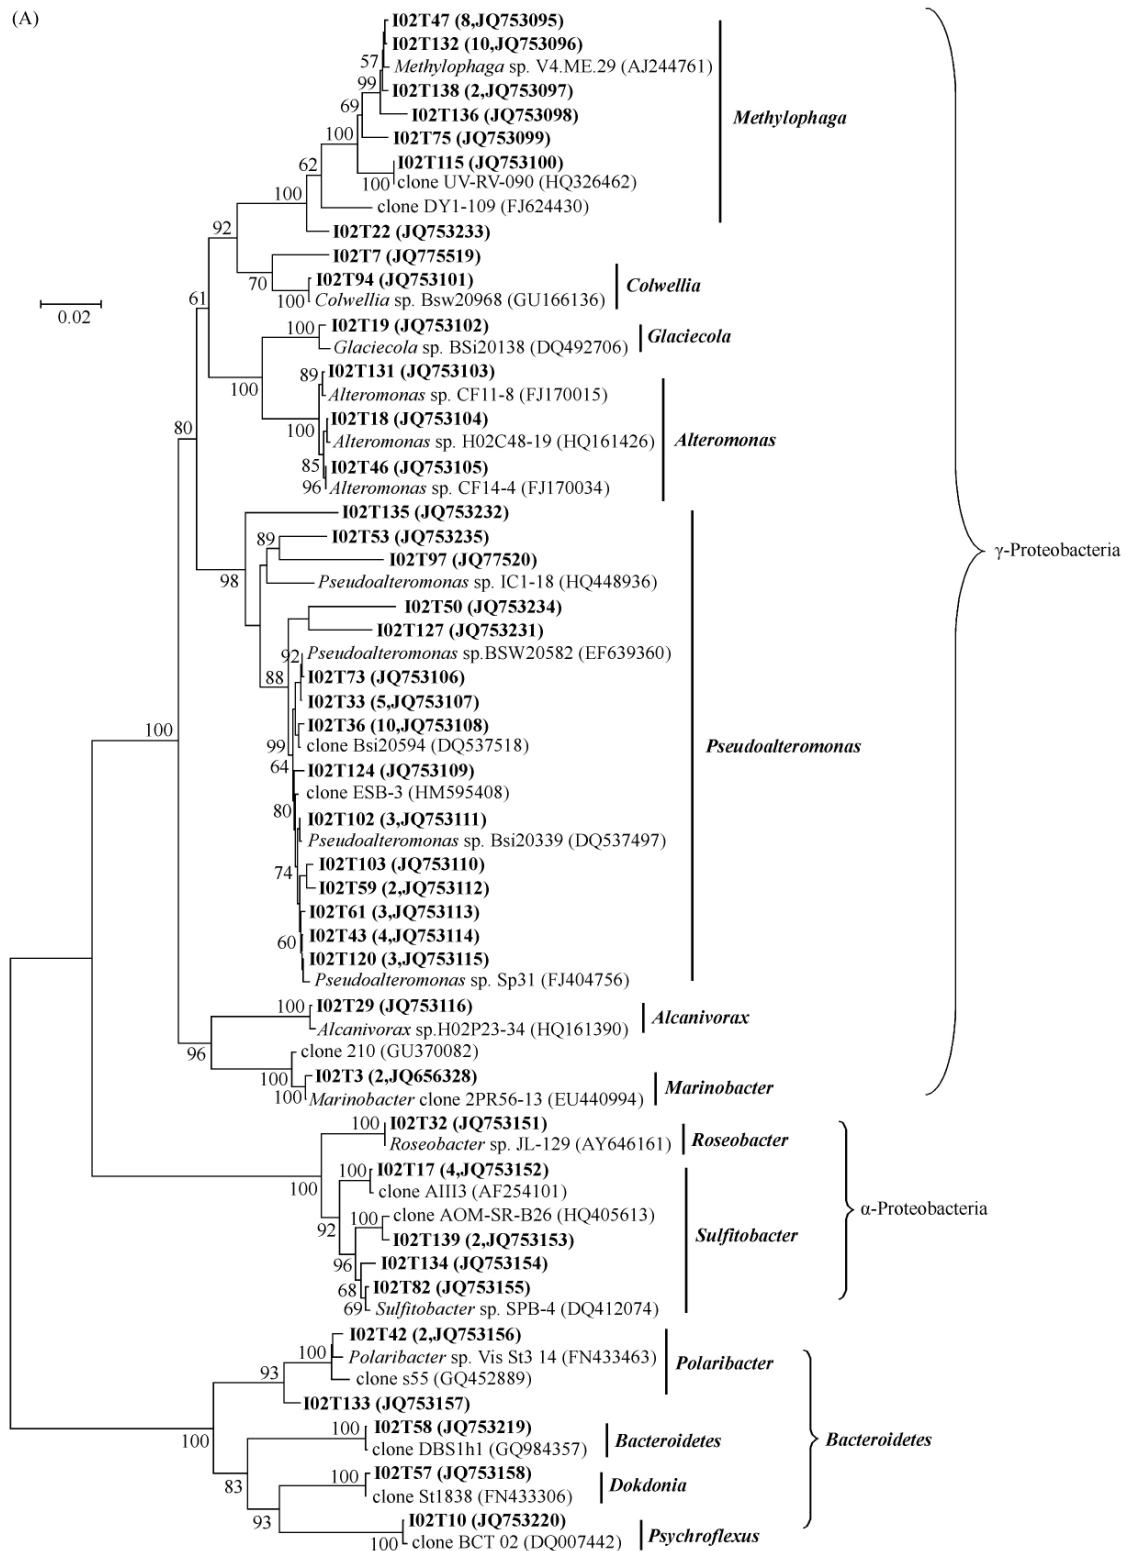 (A)
I02T47 (8,JQ753095)
I02T132 (10,JQ753096)
57
Methylophaga sp. V4.ME.29 (AJ244761)
99
I02T138 (2,JQ753097)
69
I02T136 (JQ753098)
Methylophaga
100
I02T75 (JQ753099)
62
I02T115 (JQ753100)
100
clone UV-RV-090 (HQ326462)
100
clone DY1-109 (FJ624430)
92
I02T22 (JQ753233)
I02T7 (JQ775519)
70
I02T94 (JQ753101)
Colwellia
61
100
Colwellia sp. Bsw20968 (GU166136)
0.02
100
I02T19 (JQ753102)
Glaciecola
Glaciecola sp. BSi20138 (DQ492706)
89
I02T131 (JQ753103)
100
Alteromonas sp. CF11-8 (FJ170015)
I02T18 (JQ753104)
80
100
Alteromonas sp. H02C48-19 (HQ161426)
Alteromonas
85
I02T46 (JQ753105)
96
Alteromonas sp. CF14-4 (FJ170034)
I02T135 (JQ753232)
89
I02T53 (JQ753235)
γ-Proteobacteria
I02T97 (JQ77520)
98
Pseudoalteromonas sp. IC1-18 (HQ448936)
I02T50 (JQ753234)
I02T127 (JQ753231)
92
Pseudoalteromonas sp.BSW20582 (EF639360)
88
I02T73 (JQ753106)
I02T33 (5,JQ753107)
100
I02T36 (10,JQ753108)
99
clone Bsi20594 (DQ537518)
Pseudoalteromonas
64
I02T124 (JQ753109)
clone ESB-3 (HM595408)
80
I02T102 (3,JQ753111)
Pseudoalteromonas sp. Bsi20339 (DQ537497)
74
I02T103 (JQ753110)
I02T59 (2,JQ753112)
I02T61 (3,JQ753113)
60
I02T43 (4,JQ753114)
I02T120 (3,JQ753115)
Pseudoalteromonas sp. Sp31 (FJ404756)
100
I02T29 (JQ753116)
Alcanivorax
Alcanivorax sp.H02P23-34 (HQ161390)
96
clone 210 (GU370082)
100
I02T3 (2,JQ656328)
Marinobacter
100
Marinobacter clone 2PR56-13 (EU440994)
100
I02T32 (JQ753151)
Roseobacter
Roseobacter sp. JL-129 (AY646161)
100
100
I02T17 (4,JQ753152)
clone AIII3 (AF254101)
α-Proteobacteria
92
100
clone AOM-SR-B26 (HQ405613)
Sulfitobacter
I02T139 (2,JQ753153)
96
I02T134 (JQ753154)
68
I02T82 (JQ753155)
69
Sulfitobacter sp. SPB-4 (DQ412074)
I02T42 (2,JQ753156)
100
Polaribacter sp. Vis St3 14 (FN433463)
Polaribacter
93
clone s55 (GQ452889)
I02T133 (JQ753157)
100
100
I02T58 (JQ753219)
Bacteroidetes
Bacteroidetes
clone DBS1h1 (GQ984357)
83
100
I02T57 (JQ753158)
Dokdonia
clone St1838 (FN433306)
93
I02T10 (JQ753220)
Psychroflexus
100
clone BCT 02 (DQ007442)